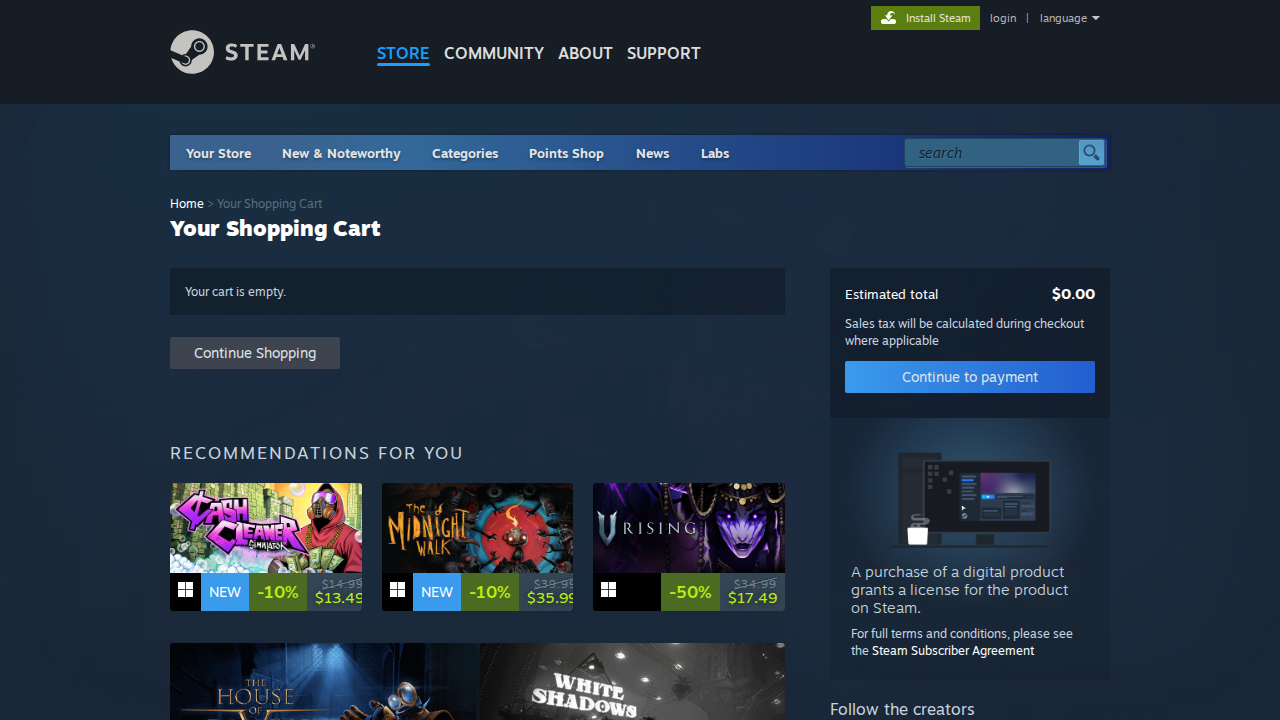 Install Steam
login | language
STEAM®
STORE COMMUNITY ABOUT SUPPORT
Your Store New & Noteworthy Categories Points Shop News Labs
search
Home > Your Shopping Cart
Your Shopping Cart
Your cart is empty.
Continue Shopping
Estimated total $0.00
Sales tax will be calculated during checkout
where applicable
Continue to payment
A purchase of a digital product
grants a license for the product
on Steam.
For full terms and conditions, please see
the Steam Subscriber Agreement
Follow the creators
RECOMMENDATIONS FOR YOU
CASH
CLEANER
SIMULATOR
NEW -10% $14.99
$13.49
THE
MIDNIGHT
WALK
NEW -10% $39.99
$35.99
V RISING
-50% $34.99
$17.49
THE
HOUSE
OF
WHITE
SHADOWS